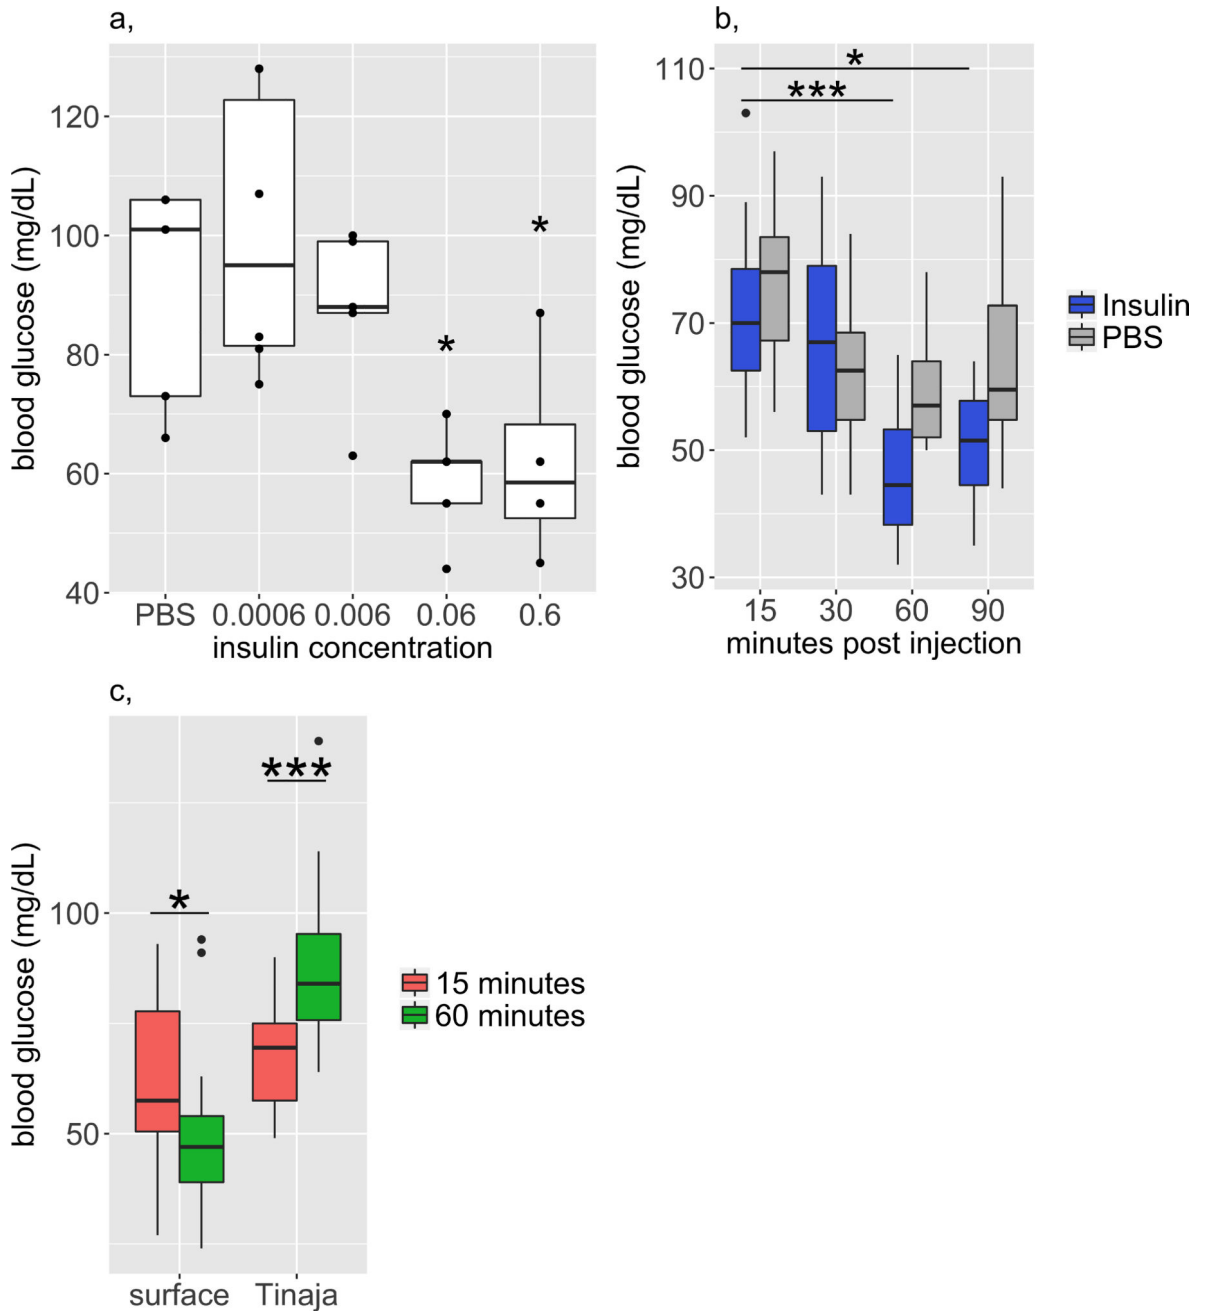 a,
*
*
120
100
80
60
40
blood glucose (mg/dL)
PBS 0.0006 0.006 0.06 0.6
insulin concentration
b,
*
***
110
90
70
50
30
blood glucose (mg/dL)
15 30 60 90
minutes post injection
Insulin
PBS
c,
***
*
100
50
blood glucose (mg/dL)
surface Tinaja
15 minutes
60 minutes